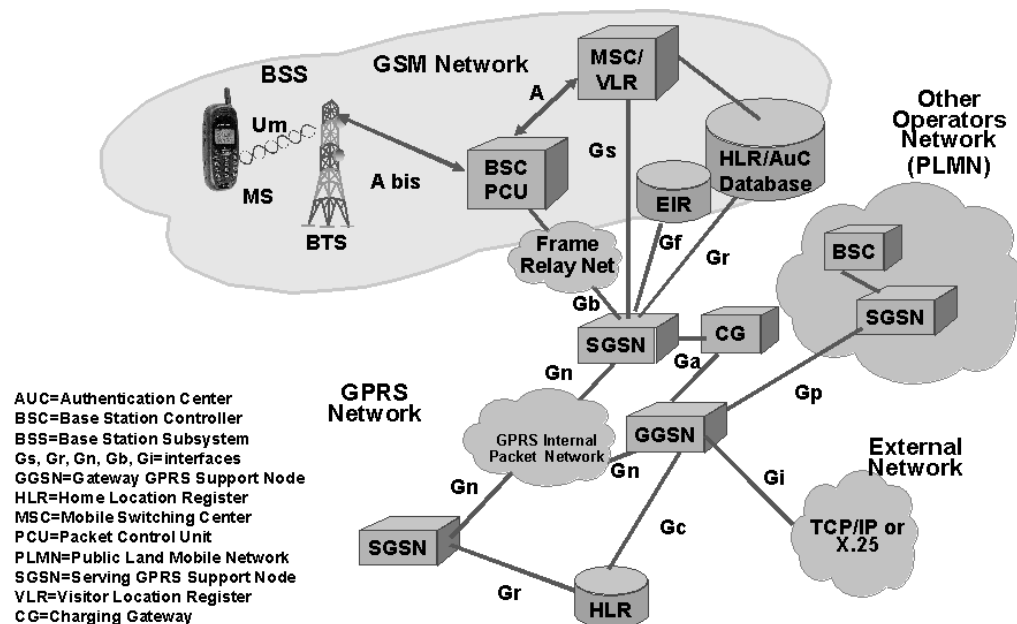 GSM Network
BSS
MSC/
VLR
A
Um
MS
BTS
A bis
BSC
PCU
Gs
HLR/AuC
Database
EIR
Other
Operators
Network
(PLMN)
Frame
Relay Net
Gf
Gr
Gb
BSC
SGSN
SGSN
CG
Ga
Gn
Gp
GPRS
Network
GPRS Internal
Packet Network
GGSN
Gn
Gn
Gi
External
Network
TCP/IP or
X.25
Gc
SGSN
Gr
HLR
AUC=Authentication Center
BSC=Base Station Controller
BSS=Base Station Subsystem
Gs, Gr, Gn, Gb, Gi=interfaces
GGSN=Gateway GPRS Support Node
HLR=Home Location Register
MSC=Mobile Switching Center
PCU=Packet Control Unit
PLMN=Public Land Mobile Network
SGSN=Serving GPRS Support Node
VLR=Visitor Location Register
CG=Charging Gateway